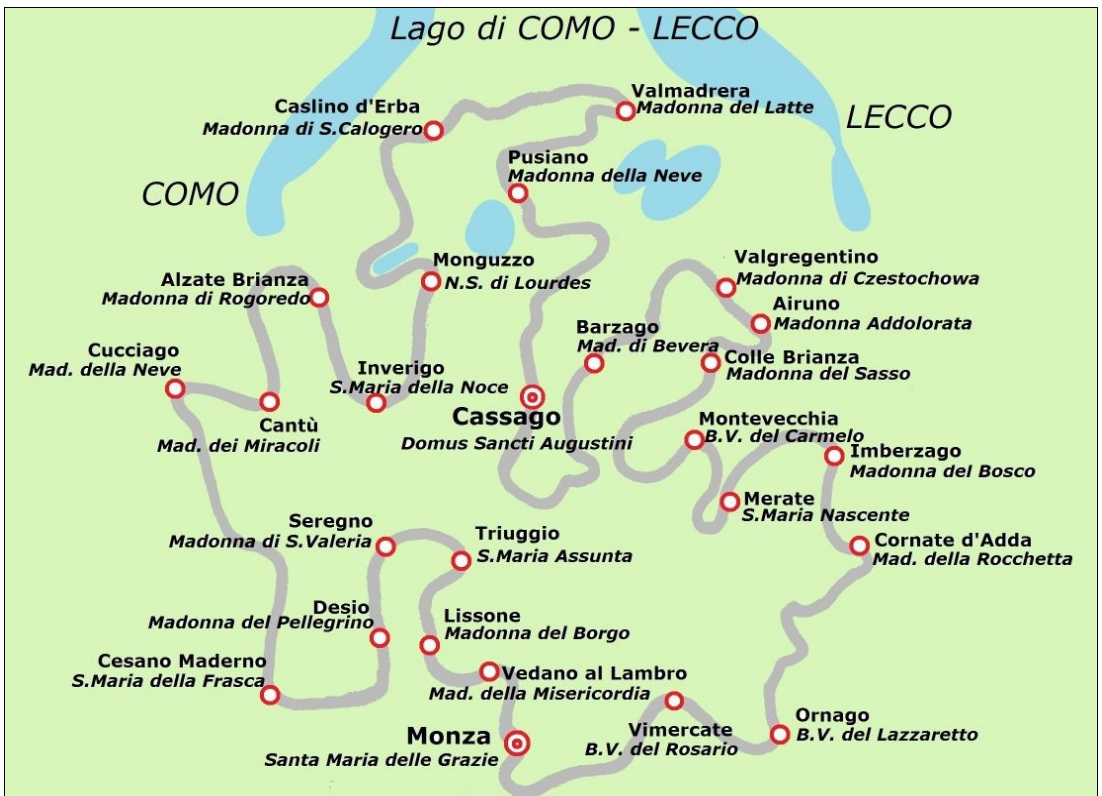 Lago di COMO - LECCO
Valmadrera
Madonna del Latte
Caslino d'Erba
Madonna di S.Calogero
LECCO
Pusiano
Madonna della Neve
COMO
Monguzzo
N.S. di Lourdes
Valgregentino
Madonna di Czestochowa
Alzate Brianza
Madonna di Rogoredo
Airuno
Madonna Addolorata
Barzago
Mad. di Bevera
Cucciago
Mad. della Neve
Inverigo
S.Maria della Noce
Colle Brianza
Madonna del Sasso
Cassago
Domus Sancti Augustini
Cantù
Mad. dei Miracoli
Montevecchia
B.V. del Carmelo
Imberzago
Madonna del Bosco
Merate
S.Maria Nascente
Seregno
Madonna di S.Valeria
Triuggio
S.Maria Assunta
Cornate d'Adda
Mad. della Rocchetta
Desio
Madonna del Pellegrino
Lissone
Madonna del Borgo
Cesano Maderno
S.Maria della Frasca
Vedano al Lambro
Mad. della Misericordia
Monza
Santa Maria delle Grazie
Vimercate
B.V. del Rosario
Ornago
B.V. del Lazzaretto